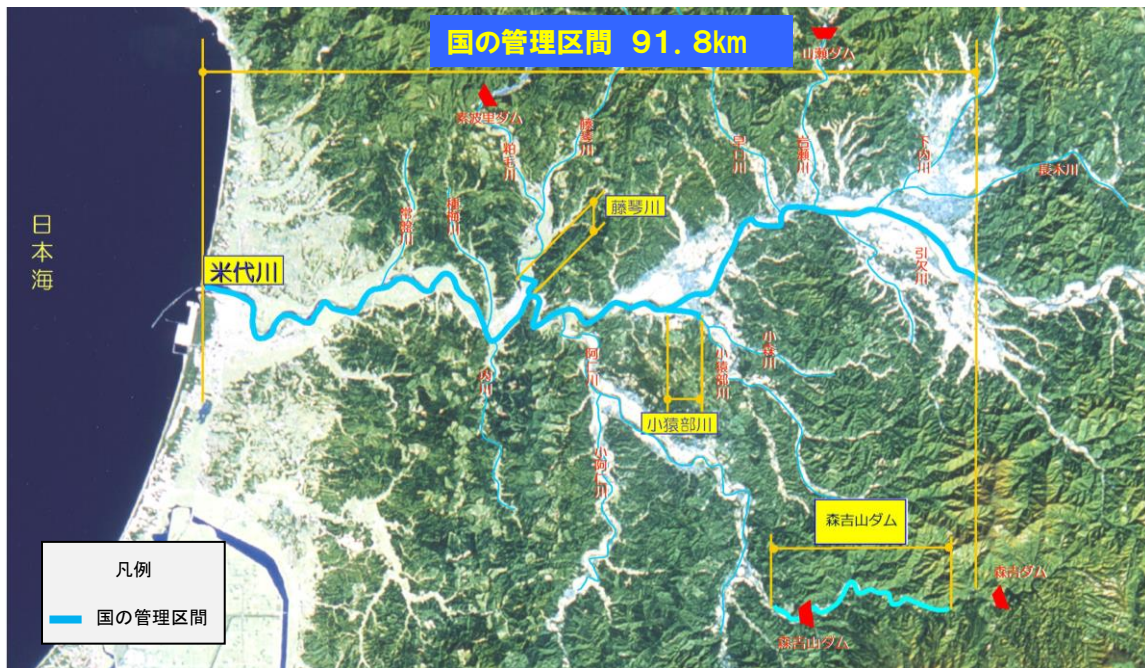 国の管理区間 91.8km
山瀬ダム
素波里ダム
藤琴川
粕毛川
早口川
岩瀬川
下内川
長木川
常盤川
種梅川
藤琴川
日本海
米代川
引欠川
内川
阿仁川
小猿部川
小森川
小猿部川
小阿仁川
森吉山ダム
森吉ダム
森吉山ダム
凡例
国の管理区間